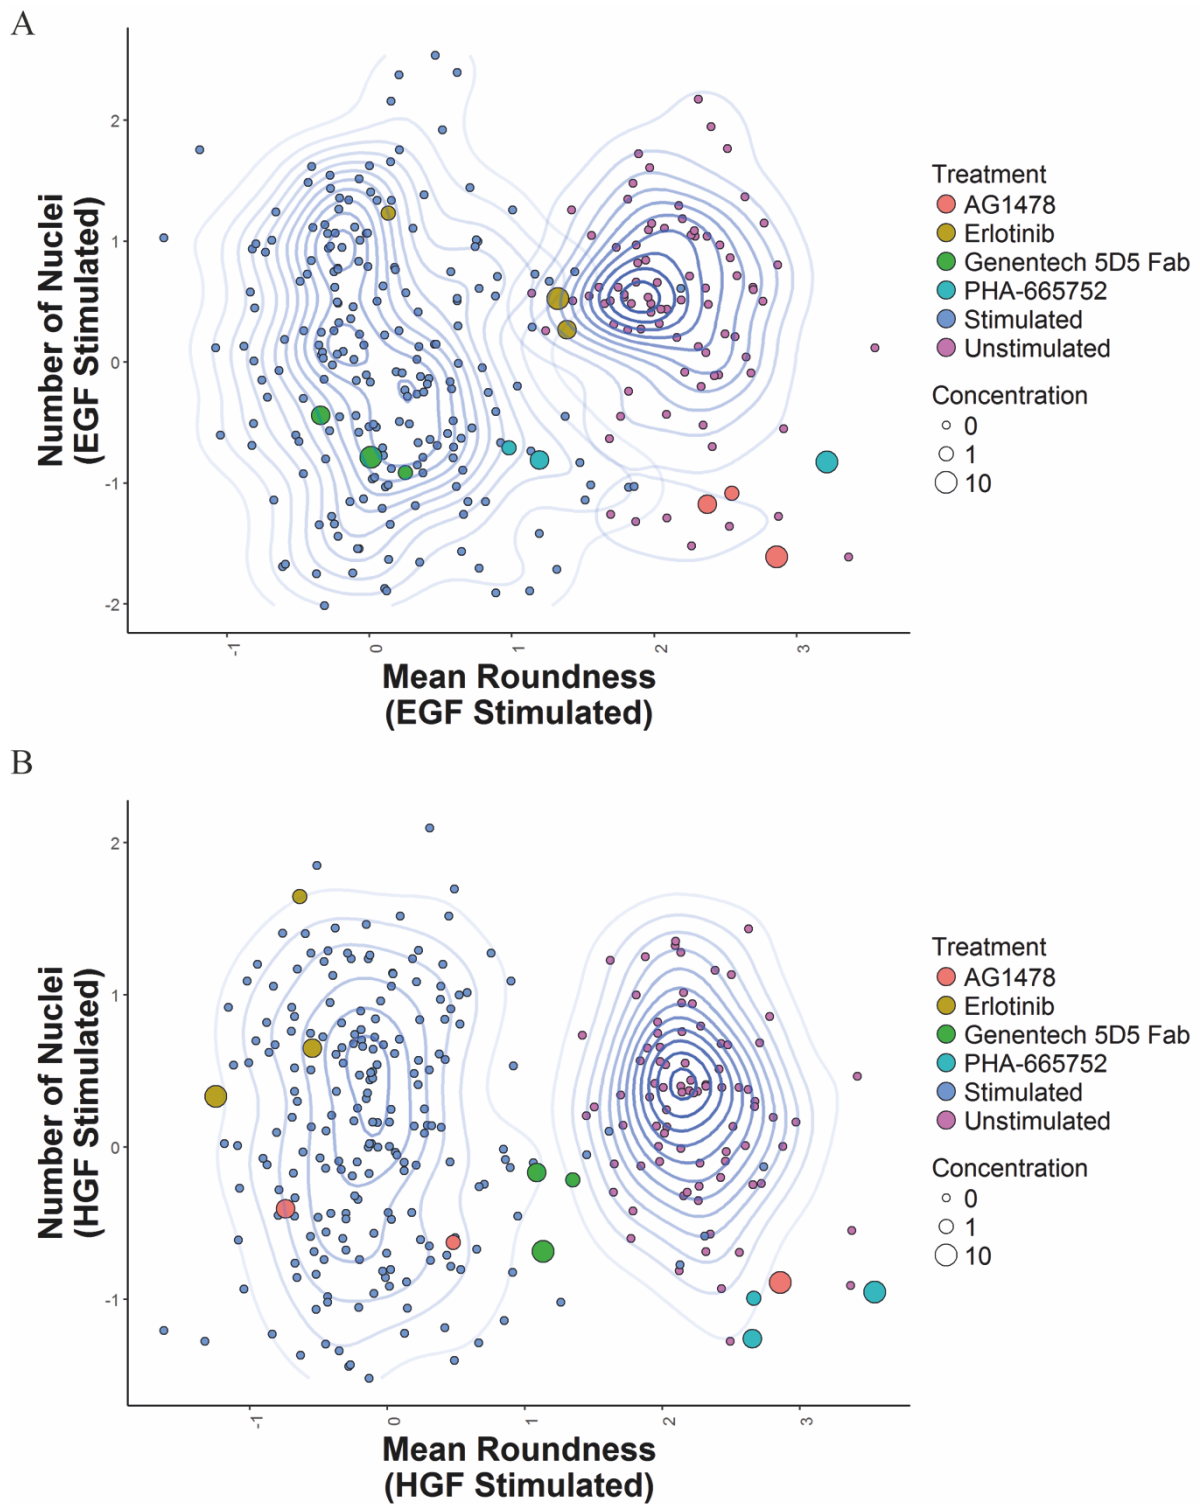 A
Number of Nuclei
(EGF Stimulated)
2
1
0
-1
-2
-1
0
1
2
3
Mean Roundness
(EGF Stimulated)
Treatment
AG1478
Erlotinib
Genentech 5D5 Fab
PHA-665752
Stimulated
Unstimulated
Concentration
0
1
10
B
Number of Nuclei
(HGF Stimulated)
2
1
0
-1
-1
0
1
2
3
Mean Roundness
(HGF Stimulated)
Treatment
AG1478
Erlotinib
Genentech 5D5 Fab
PHA-665752
Stimulated
Unstimulated
Concentration
0
1
10